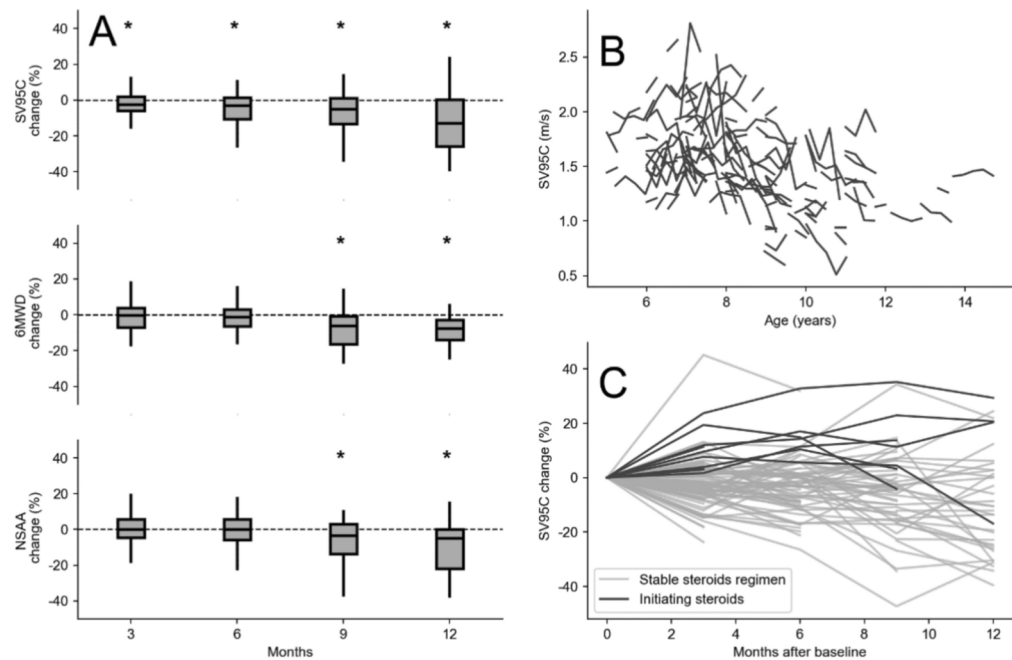 A
* * * *
40
20
0
-20
-40
SV95C
change (%)
* *
40
20
0
-20
-40
6MWD
change (%)
* *
40
20
0
-20
-40
NSAA
change (%)
3 6 9 12
Months
B
2.5
2.0
1.5
1.0
0.5
SV95C (m/s)
6 8 10 12 14
Age (years)
C
40
20
0
-20
-40
SV95C change (%)
Stable steroids regimen
Initiating steroids
0 2 4 6 8 10 12
Months after baseline